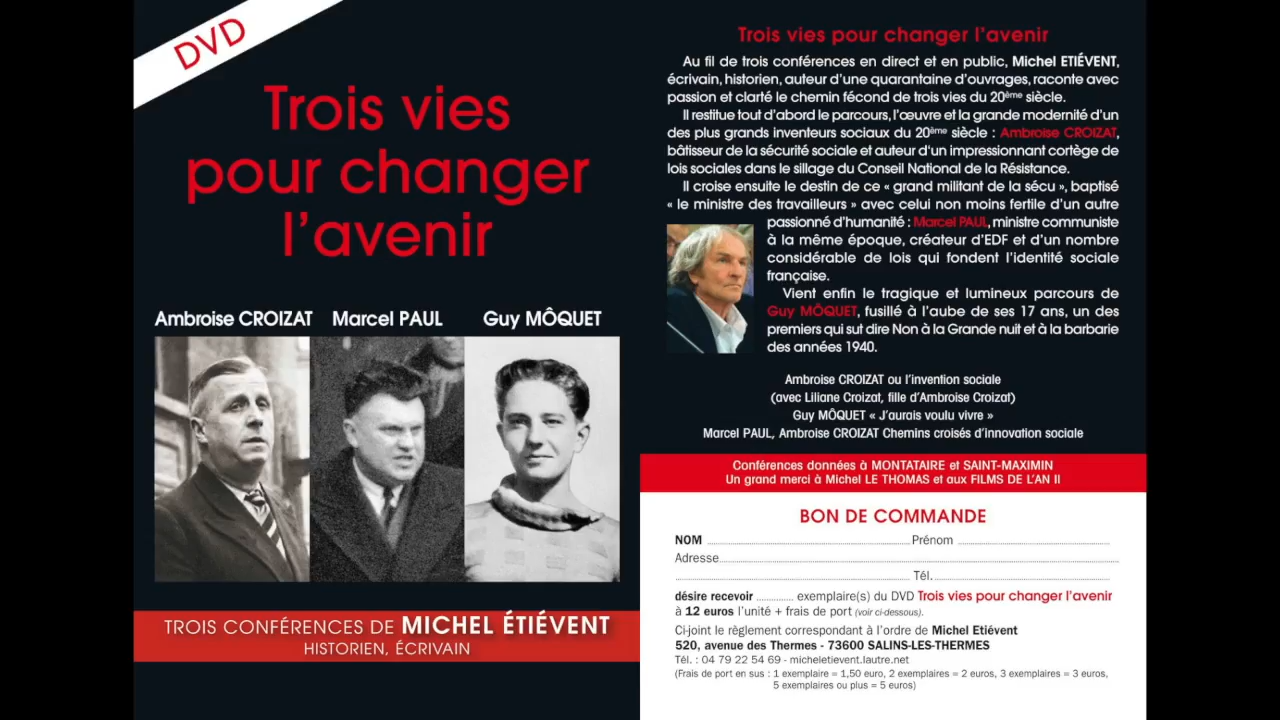 DVD
Trois vies
pour changer
l'avenir
Ambroise CROIZAT
Marcel PAUL
Guy MÔQUET
TROIS CONFÉRENCES DE MICHEL ÉTIÉVENT
HISTORIEN, ÉCRIVAIN
Trois vies pour changer l'avenir
Au fil de trois conférences en direct et en public, Michel ETIÉVENT,
écrivain, historien, auteur d'une quarantaine d'ouvrages, raconte avec
passion et clarté le chemin fécond de trois vies du 20ème siècle.
Il restitue tout d'abord le parcours, l'œuvre et la grande modernité d'un
des plus grands inventeurs sociaux du 20ème siècle : Ambroise CROIZAT,
bâtisseur de la sécurité sociale et auteur d'un impressionnant cortège de
lois sociales dans le sillage du Conseil National de la Résistance.
Il croise ensuite le destin de ce « grand militant de la sécu », baptisé
« le ministre des travailleurs » avec celui non moins fertile d'un autre
passionné d'humanité : Marcel PAUL, ministre communiste
à la même époque, créateur d'EDF et d'un nombre
considérable de lois qui fondent l'identité sociale
française.
Vient enfin le tragique et lumineux parcours de
Guy MÔQUET, fusillé à l'aube de ses 17 ans, un des
premiers qui sut dire Non à la Grande nuit et à la barbarie
des années 1940.
Ambroise CROIZAT ou l'invention sociale
(avec Liliane Croizat, fille d'Ambroise Croizat)
Guy MÔQUET « J'aurais voulu vivre »
Marcel PAUL, Ambroise CROIZAT Chemins croisés d'innovation sociale
Conférences données à MONTATAIRE et SAINT-MAXIMIN
Un grand merci à Michel LE THOMAS et aux FILMS DE L'AN II
BON DE COMMANDE
NOM ........ Prénom ........
Adresse........
........ Tél.........
désire recevoir ............. exemplaire(s) du DVD Trois vies pour changer l'avenir
à 12 euros l'unité + frais de port (voir ci-dessous).
Ci-joint le règlement correspondant à l'ordre de Michel Etiévent
520, avenue des Thermes - 73600 SALINS-LES-THERMES
Tél. : 04 79 22 54 69 - micheletievent.lautre.net
(Frais de port en sus : 1 exemplaire = 1,50 euro, 2 exemplaires = 2 euros, 3 exemplaires = 3 euros,
5 exemplaires ou plus = 5 euros)